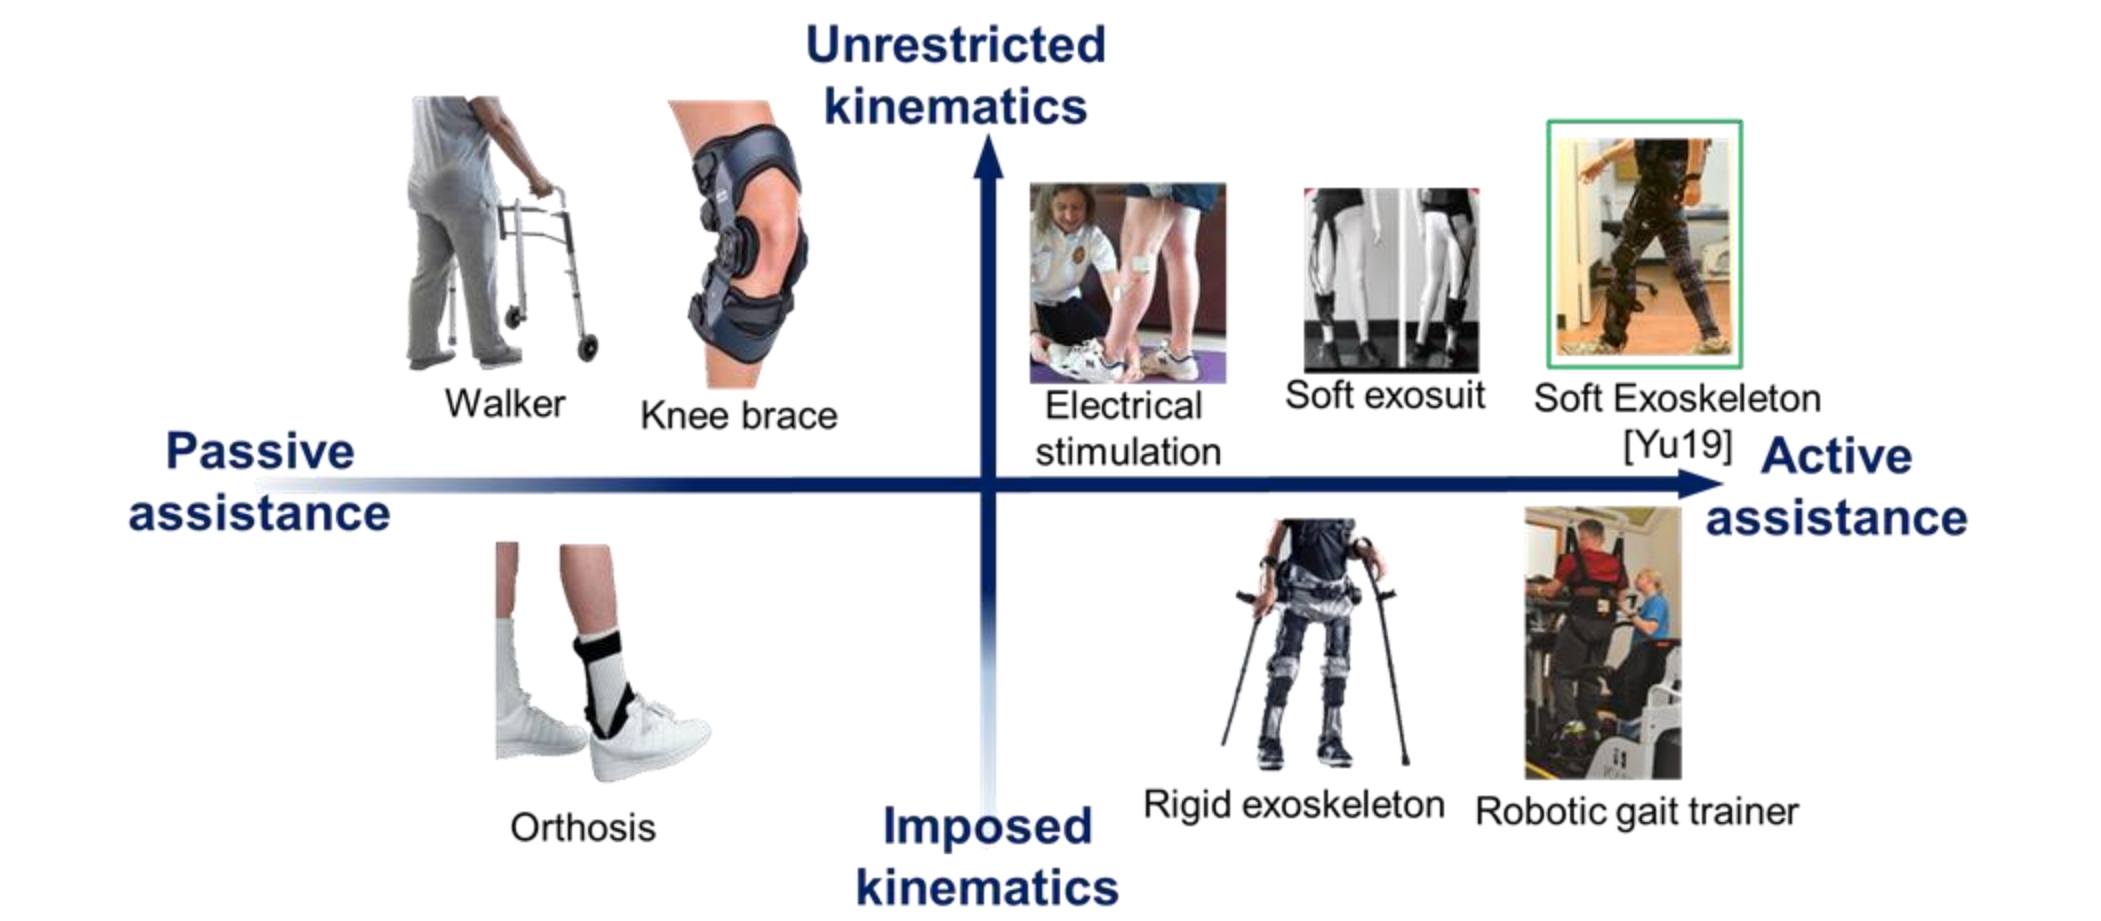 Unrestricted
kinematics
Walker
Knee brace
Electrical
stimulation
Soft exosuit
Soft Exoskeleton
[Yu19]
Passive
assistance
Active
assistance
Orthosis
Rigid exoskeleton
Robotic gait trainer
Imposed
kinematics